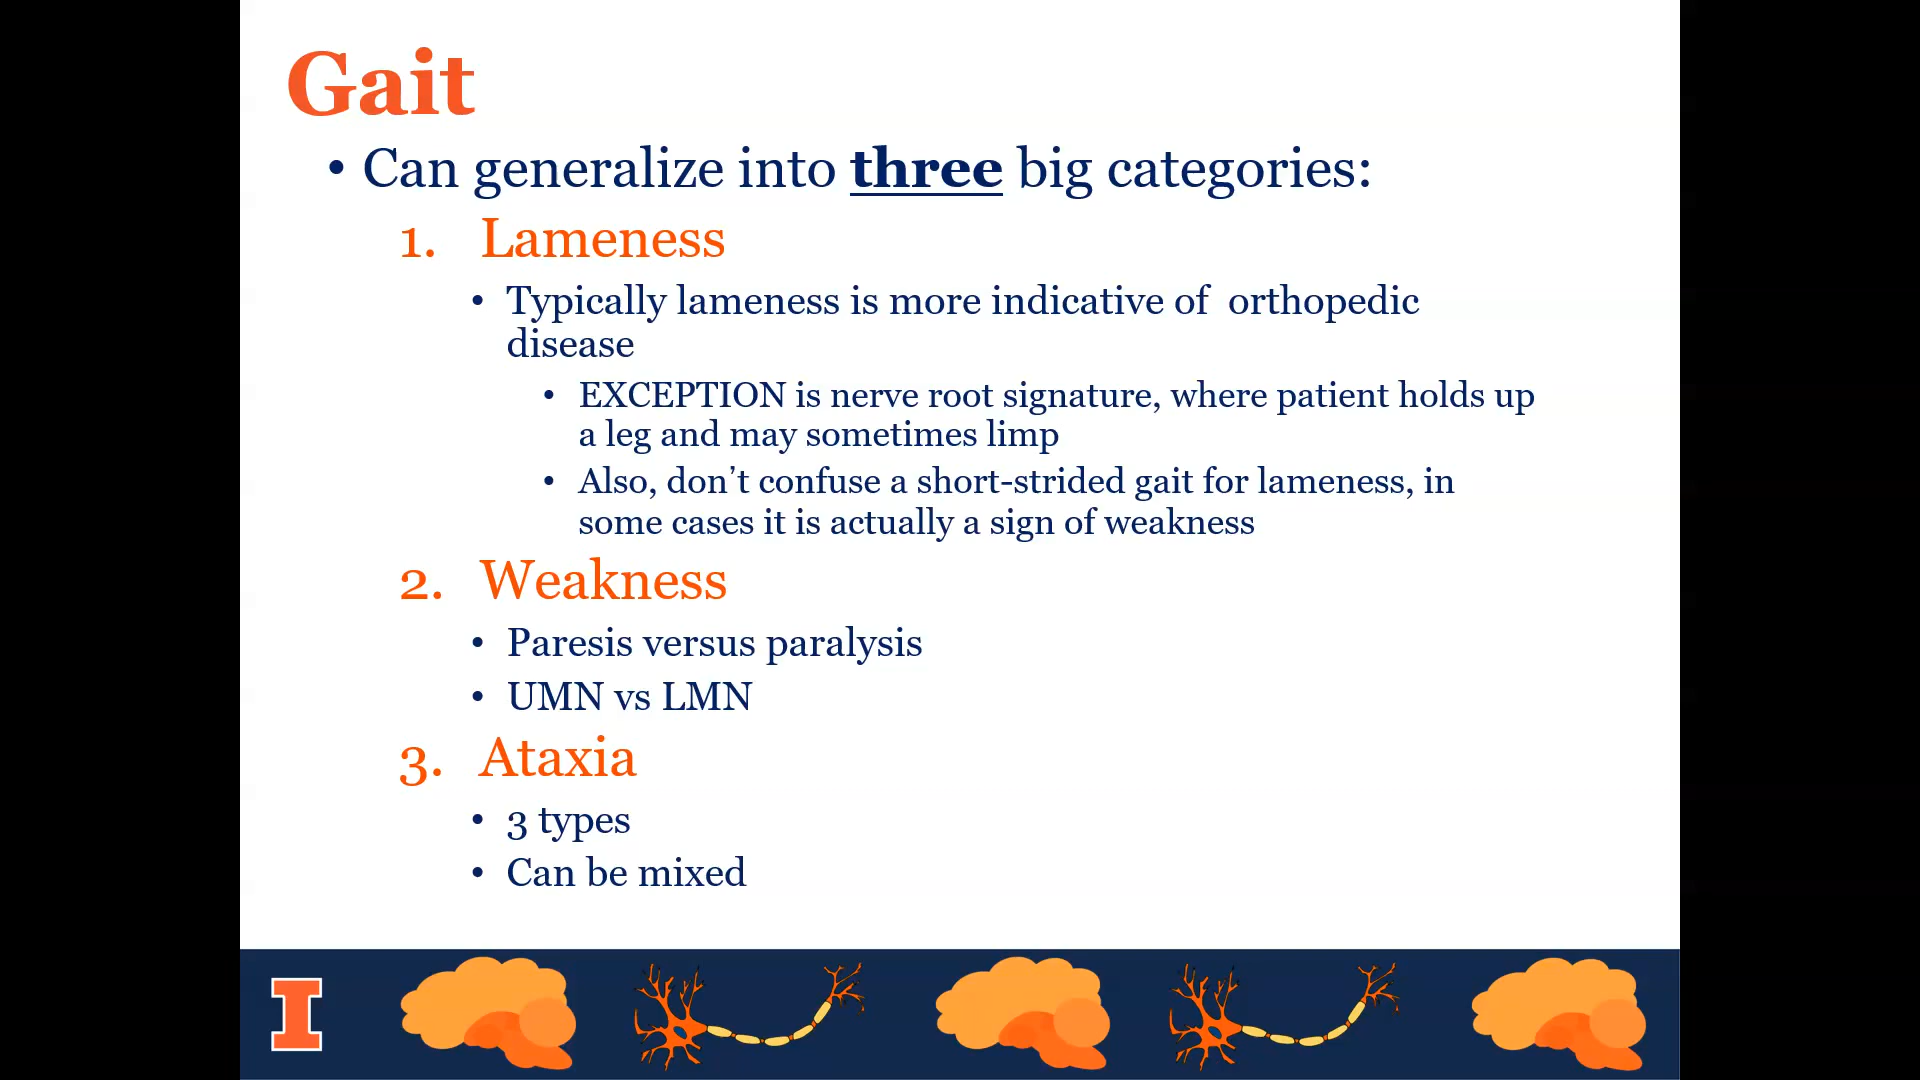 Gait
• Can generalize into three big categories:
1. Lameness
• Typically lameness is more indicative of  orthopedic
disease
• EXCEPTION is nerve root signature, where patient holds up
a leg and may sometimes limp
• Also, don’t confuse a short-strided gait for lameness, in
some cases it is actually a sign of weakness
2. Weakness
• Paresis versus paralysis
• UMN vs LMN
3. Ataxia
• 3 types
• Can be mixed
I